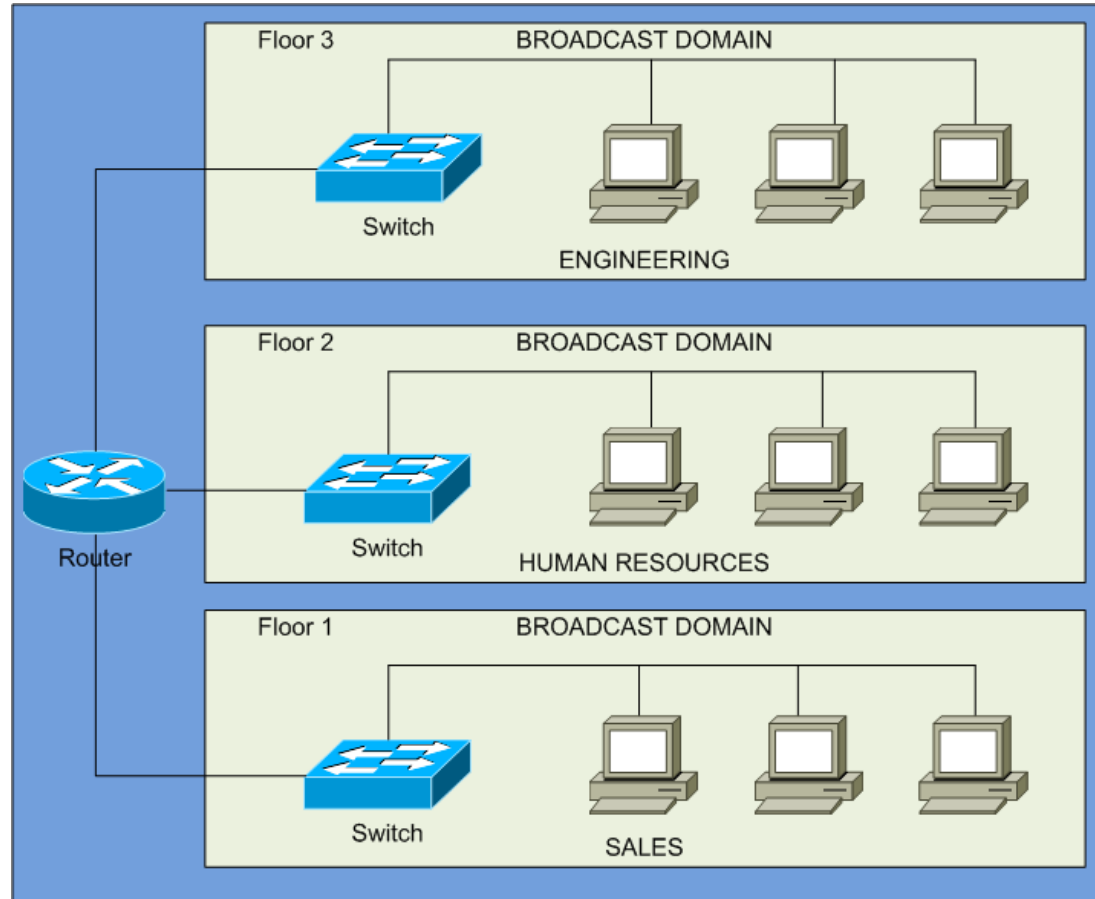 Floor 3 BROADCAST DOMAIN
Switch
ENGINEERING
Floor 2 BROADCAST DOMAIN
Router
Switch
HUMAN RESOURCES
Floor 1 BROADCAST DOMAIN
Switch
SALES